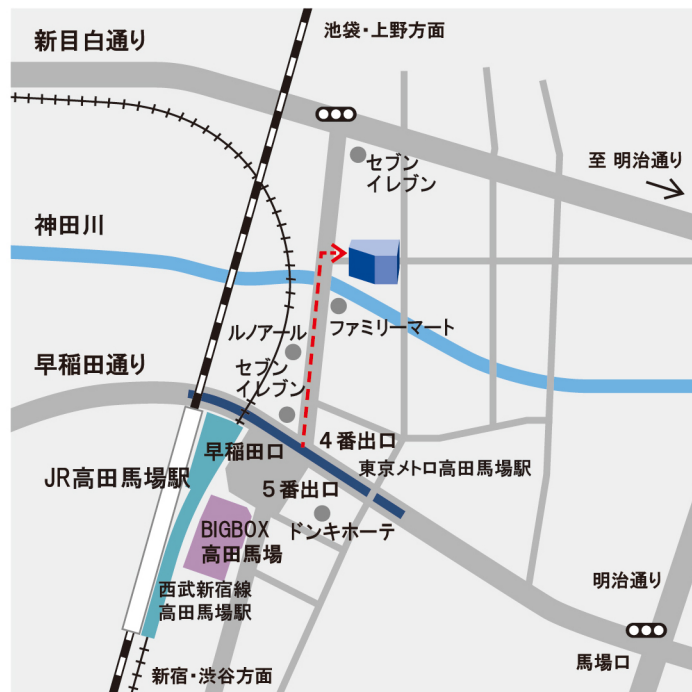 池袋・上野方面
新目白通り
セブン
イレブン
至 明治通り
神田川
ファミリーマート
ルノアール
早稲田通り
セブン
イレブン
4番出口
早稲田口
東京メトロ高田馬場駅
JR高田馬場駅
5番出口
BIGBOX
高田馬場
ドンキホーテ
西武新宿線
高田馬場駅
明治通り
馬場口
新宿・渋谷方面